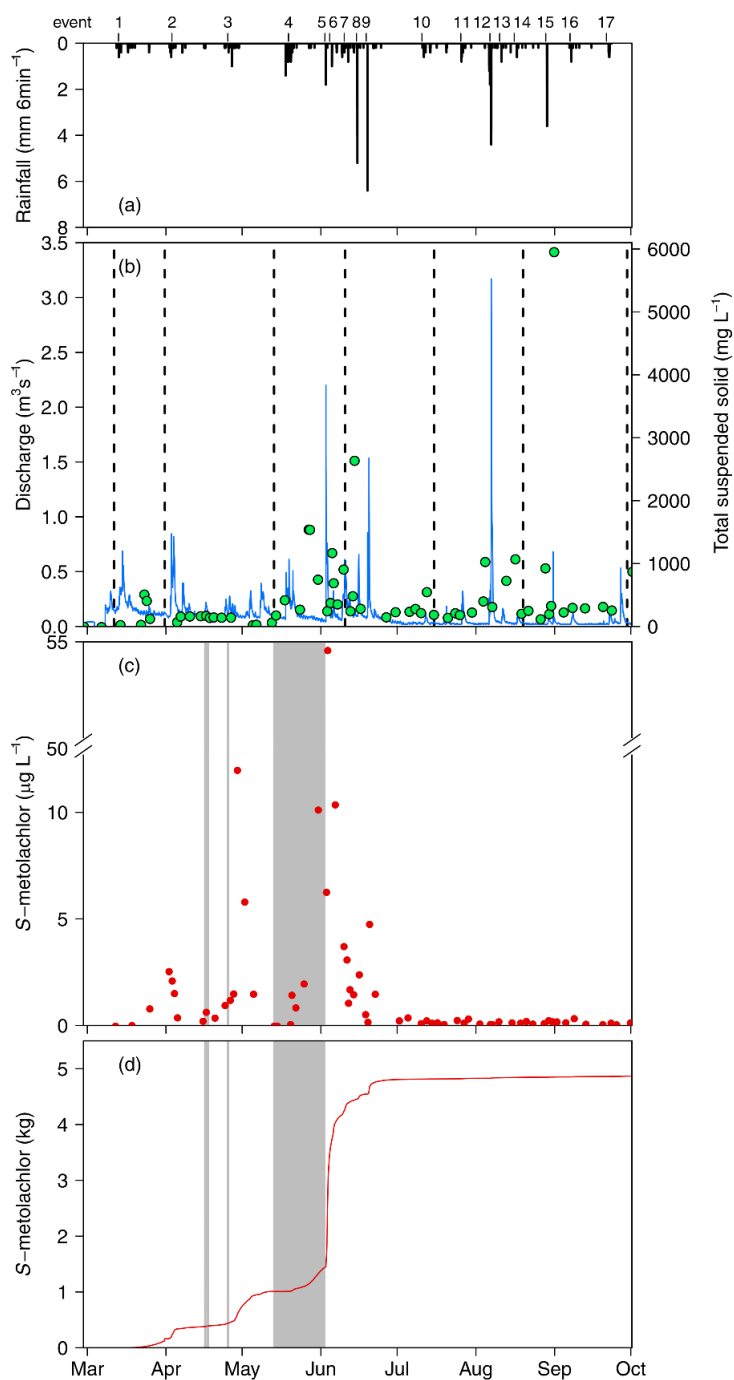 event 1 2 3 4 5 6 7 8 9 10 11 12 13 14 15 16 17
0
2
4
6
8
Rainfall (mm 6min⁻¹)
(a)
3.5
3.0
2.5
2.0
1.5
1.0
0.5
0.0
Discharge (m³s⁻¹)
(b)
6000
5000
4000
3000
2000
1000
0
Total suspended solid (mg L⁻¹)
55
50
10
5
0
S−metolachlor (µg L⁻¹)
(c)
5
4
3
2
1
0
S−metolachlor (kg)
(d)
Mar Apr May Jun Jul Aug Sep Oct